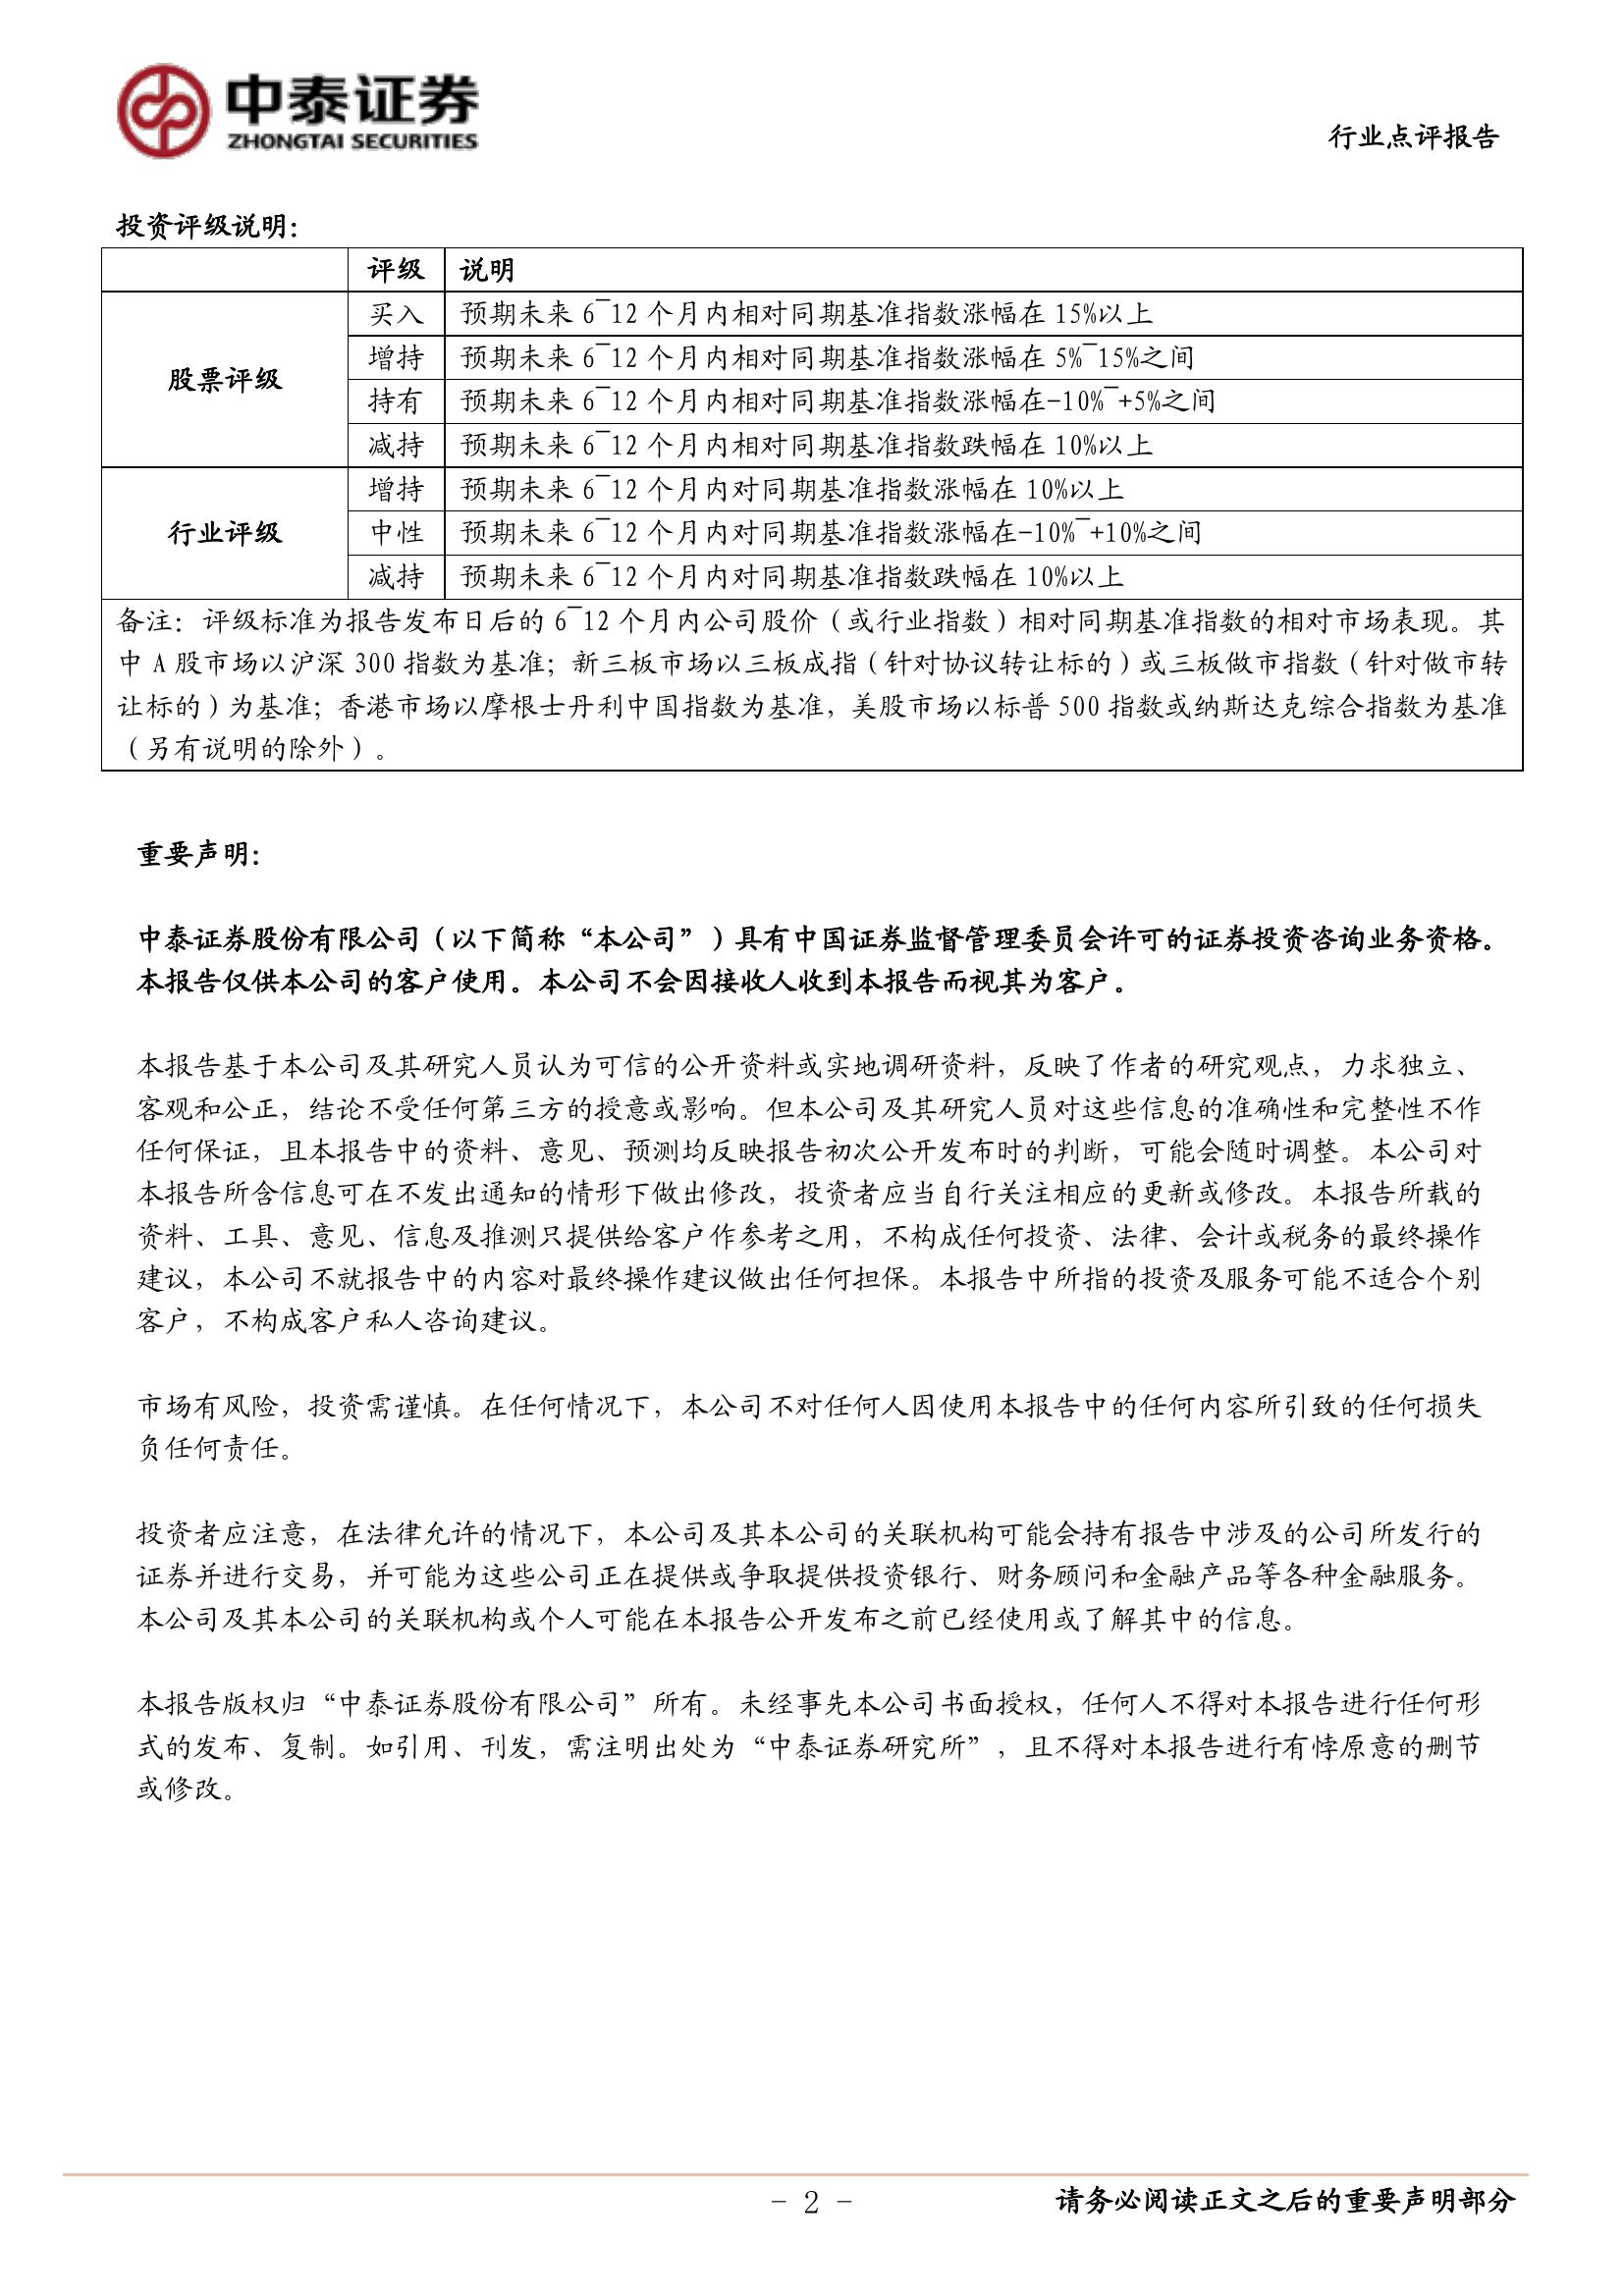 中泰证券
ZHONGTAI SECURITIES
行业点评报告
投资评级说明：
评级 说明
股票评级
买入 预期未来 6‾12 个月内相对同期基准指数涨幅在 15%以上
增持 预期未来 6‾12 个月内相对同期基准指数涨幅在 5%‾15%之间
持有 预期未来 6‾12 个月内相对同期基准指数涨幅在-10%‾+5%之间
减持 预期未来 6‾12 个月内相对同期基准指数跌幅在 10%以上
行业评级
增持 预期未来 6‾12 个月内对同期基准指数涨幅在 10%以上
中性 预期未来 6‾12 个月内对同期基准指数涨幅在-10%‾+10%之间
减持 预期未来 6‾12 个月内对同期基准指数跌幅在 10%以上
备注：评级标准为报告发布日后的 6‾12 个月内公司股价（或行业指数）相对同期基准指数的相对市场表现。其
中 A 股市场以沪深 300 指数为基准；新三板市场以三板成指（针对协议转让标的）或三板做市指数（针对做市转
让标的）为基准；香港市场以摩根士丹利中国指数为基准，美股市场以标普 500 指数或纳斯达克综合指数为基准
（另有说明的除外）。
重要声明：
中泰证券股份有限公司（以下简称“本公司”）具有中国证券监督管理委员会许可的证券投资咨询业务资格。
本报告仅供本公司的客户使用。本公司不会因接收人收到本报告而视其为客户。
本报告基于本公司及其研究人员认为可信的公开资料或实地调研资料，反映了作者的研究观点，力求独立、
客观和公正，结论不受任何第三方的授意或影响。但本公司及其研究人员对这些信息的准确性和完整性不作
任何保证，且本报告中的资料、意见、预测均反映报告初次公开发布时的判断，可能会随时调整。本公司对
本报告所含信息可在不发出通知的情形下做出修改，投资者应当自行关注相应的更新或修改。本报告所载的
资料、工具、意见、信息及推测只提供给客户作参考之用，不构成任何投资、法律、会计或税务的最终操作
建议，本公司不就报告中的内容对最终操作建议做出任何担保。本报告中所指的投资及服务可能不适合个别
客户，不构成客户私人咨询建议。
市场有风险，投资需谨慎。在任何情况下，本公司不对任何人因使用本报告中的任何内容所引致的任何损失
负任何责任。
投资者应注意，在法律允许的情况下，本公司及其本公司的关联机构可能会持有报告中涉及的公司所发行的
证券并进行交易，并可能为这些公司正在提供或争取提供投资银行、财务顾问和金融产品等各种金融服务。
本公司及其本公司的关联机构或个人可能在本报告公开发布之前已经使用或了解其中的信息。
本报告版权归“中泰证券股份有限公司”所有。未经事先本公司书面授权，任何人不得对本报告进行任何形
式的发布、复制。如引用、刊发，需注明出处为“中泰证券研究所”，且不得对本报告进行有悖原意的删节
或修改。
- 2 -
请务必阅读正文之后的重要声明部分